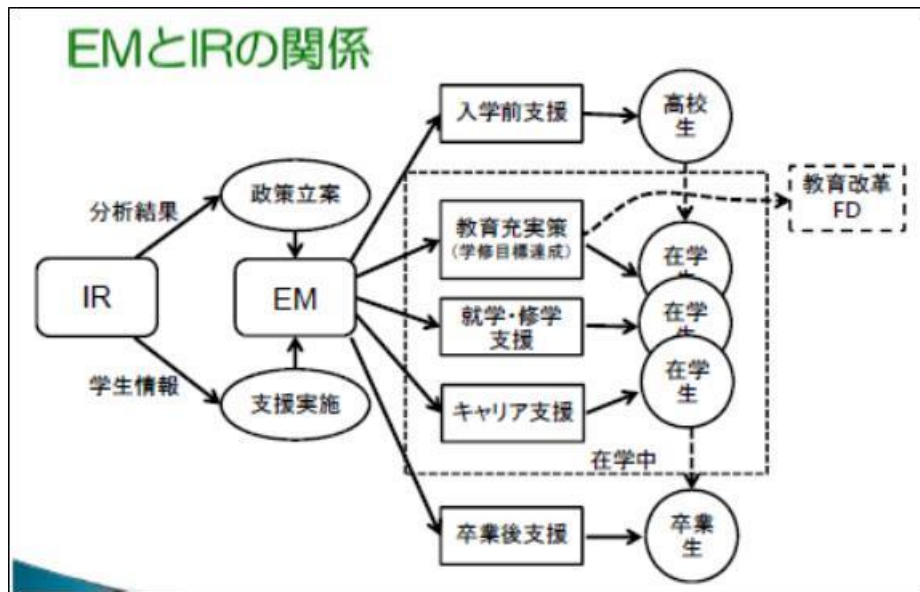 EMとIRの関係
分析結果
IR
学生情報
政策立案
EM
支援実施
入学前支援
高校
生
教育充実策
(学修目標達成)
就学・修学
支援
キャリア支援
在学
生
在学
生
在学
生
在学中
教育改革
FD
卒業後支援
卒業
生